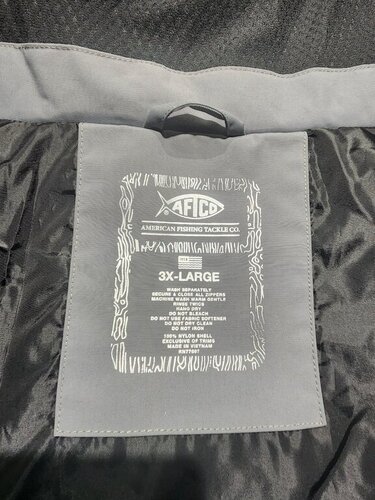 AFTCO
AMERICAN FISHING TACKLE CO.
3X-LARGE
WASH SEPARATELY
SECURE & CLOSE ALL ZIPPERS
MACHINE WASH WARM GENTLE
RINSE TWICE
HANG DRY
DO NOT BLEACH
DO NOT USE FABRIC SOFTENER
DO NOT DRY CLEAN
DO NOT IRON
100% NYLON SHELL
EXCLUSIVE OF TRIMS
MADE IN VIETNAM